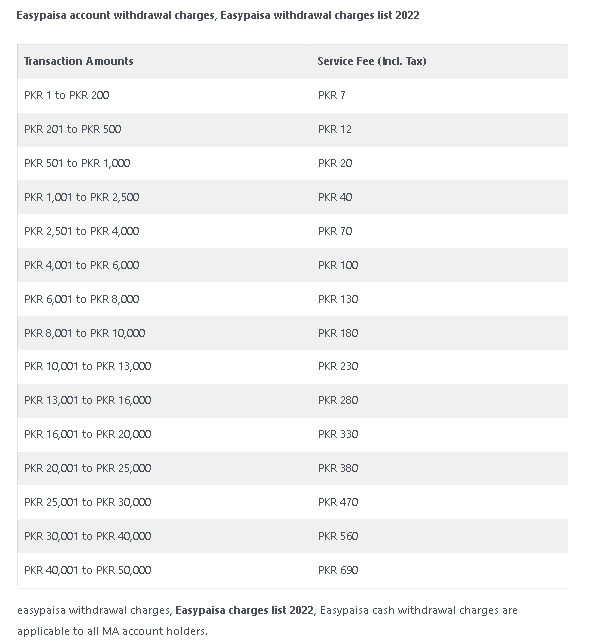 Easypaisa account withdrawal charges, Easypaisa withdrawal charges list 2022
Transaction Amounts Service Fee (Incl. Tax)
PKR 1 to PKR 200 PKR 7
PKR 201 to PKR 500 PKR 12
PKR 501 to PKR 1,000 PKR 20
PKR 1,001 to PKR 2,500 PKR 40
PKR 2,501 to PKR 4,000 PKR 70
PKR 4,001 to PKR 6,000 PKR 100
PKR 6,001 to PKR 8,000 PKR 130
PKR 8,001 to PKR 10,000 PKR 180
PKR 10,001 to PKR 13,000 PKR 230
PKR 13,001 to PKR 16,000 PKR 280
PKR 16,001 to PKR 20,000 PKR 330
PKR 20,001 to PKR 25,000 PKR 380
PKR 25,001 to PKR 30,000 PKR 470
PKR 30,001 to PKR 40,000 PKR 560
PKR 40,001 to PKR 50,000 PKR 690
easypaisa withdrawal charges, Easypaisa charges list 2022, Easypaisa cash withdrawal charges are
applicable to all MA account holders.